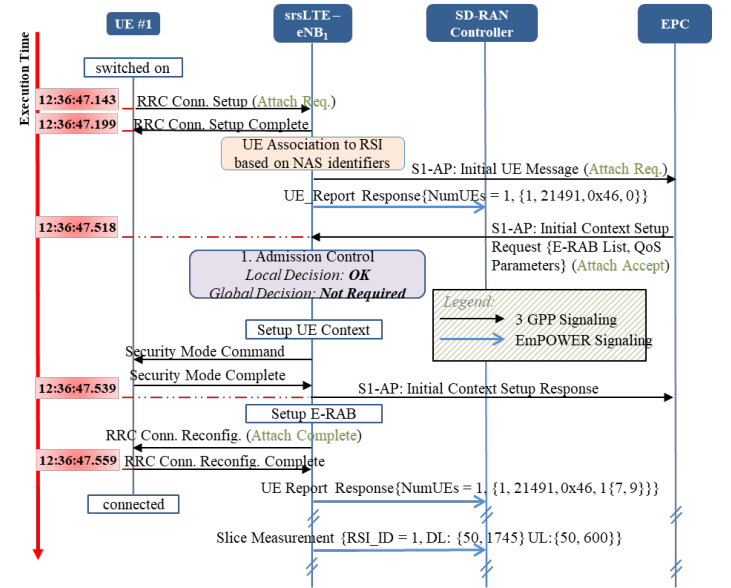 UE #1
srsLTE –
eNB1
SD-RAN
Controller
EPC
Execution Time
switched on
12:36:47.143
RRC Conn. Setup (Attach Req.)
12:36:47.199
RRC Conn. Setup Complete
UE Association to RSI
based on NAS identifiers
S1-AP: Initial UE Message (Attach Req.)
UE_Report Response{NumUEs = 1, {1, 21491, 0x46, 0}}
12:36:47.518
S1-AP: Initial Context Setup
Request {E-RAB List, QoS
Parameters} (Attach Accept)
1. Admission Control
Local Decision: OK
Global Decision: Not Required
Legend:
3 GPP Signaling
EmPOWER Signaling
Setup UE Context
Security Mode Command
Security Mode Complete
12:36:47.539
S1-AP: Initial Context Setup Response
Setup E-RAB
RRC Conn. Reconfig. (Attach Complete)
12:36:47.559
RRC Conn. Reconfig. Complete
UE Report Response{NumUEs = 1, {1, 21491, 0x46, 1{7, 9}}}
connected
Slice Measurement {RSI_ID = 1, DL: {50, 1745} UL:{50, 600}}